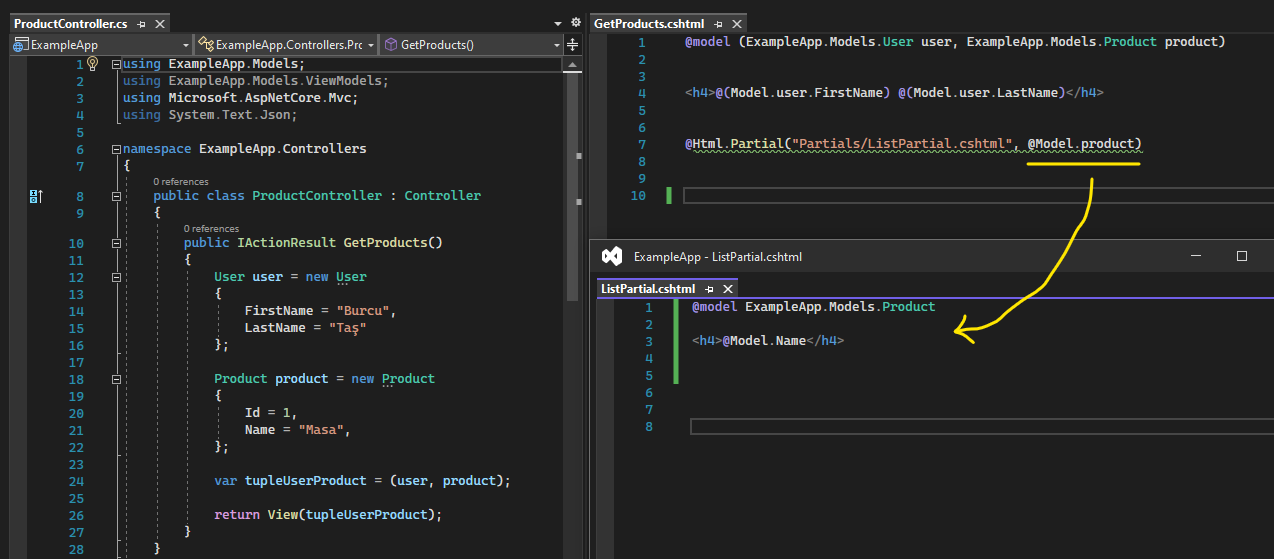 ProductController.cs
ExampleApp
ExampleApp.Controllers.Prc
GetProducts()
1 using ExampleApp.Models;
2 using ExampleApp.Models.ViewModels;
3 using Microsoft.AspNetCore.Mvc;
4 using System.Text.Json;
5
6 namespace ExampleApp.Controllers
7 {
0 references
8 public class ProductController : Controller
9 {
0 references
10 public IActionResult GetProducts()
11 {
12 User user = new User
13 {
14 FirstName = "Burcu",
15 LastName = "Taş"
16 };
17
18 Product product = new Product
19 {
20 Id = 1,
21 Name = "Masa",
22 };
23
24 var tupleUserProduct = (user, product);
25
26 return View(tupleUserProduct);
27 }
28 }
GetProducts.cshtml
1 @model (ExampleApp.Models.User user, ExampleApp.Models.Product product)
2
3
4 <h4>@(Model.user.FirstName) @(Model.user.LastName)</h4>
5
6
7 @Html.Partial("Partials/ListPartial.cshtml", @Model.product)
8
9
10
ExampleApp - ListPartial.cshtml
ListPartial.cshtml
1 @model ExampleApp.Models.Product
2
3 <h4>@Model.Name</h4>
4
5
6
7
8